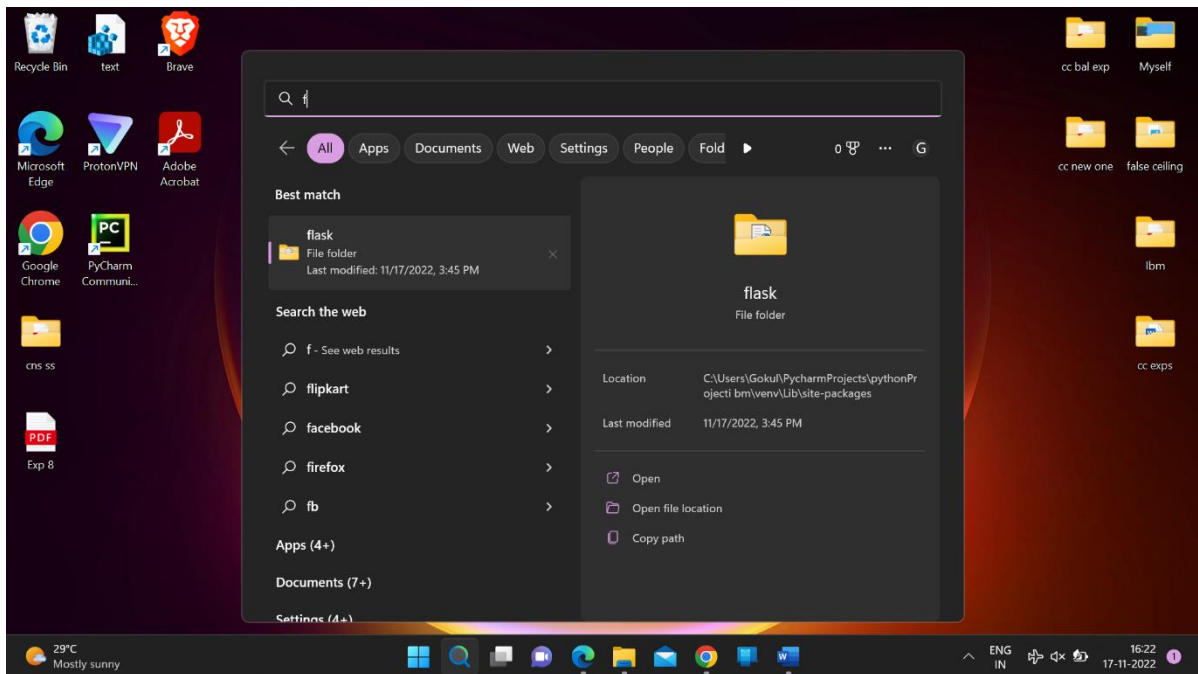 Recycle Bin
text
Brave
Microsoft
Edge
ProtonVPN
Adobe
Acrobat
Google
Chrome
PC
PyCharm
Communi...
cns ss
PDF
Exp 8
f
All
Apps
Documents
Web
Settings
People
Fold
0
G
Best match
flask
File folder
Last modified: 11/17/2022, 3:45 PM
Search the web
f - See web results
flipkart
facebook
firefox
fb
Apps (4+)
Documents (7+)
Settings (4+)
flask
File folder
Location
C:\Users\Gokul\PycharmProjects\pythonPr
ojecti bm\venv\Lib\site-packages
Last modified
11/17/2022, 3:45 PM
Open
Open file location
Copy path
cc bal exp
Myself
cc new one
false ceiling
Ibm
cc exps
29°C
Mostly sunny
W
ENG
IN
16:22
17-11-2022
1